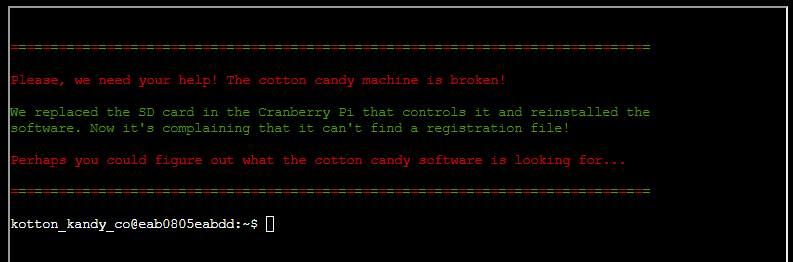 ================================================================================
Please, we need your help! The cotton candy machine is broken!
We replaced the SD card in the Cranberry Pi that controls it and reinstalled the
software. Now it's complaining that it can't find a registration file!
Perhaps you could figure out what the cotton candy software is looking for...
================================================================================
kotton_kandy_co@eab0805eabdd:~$